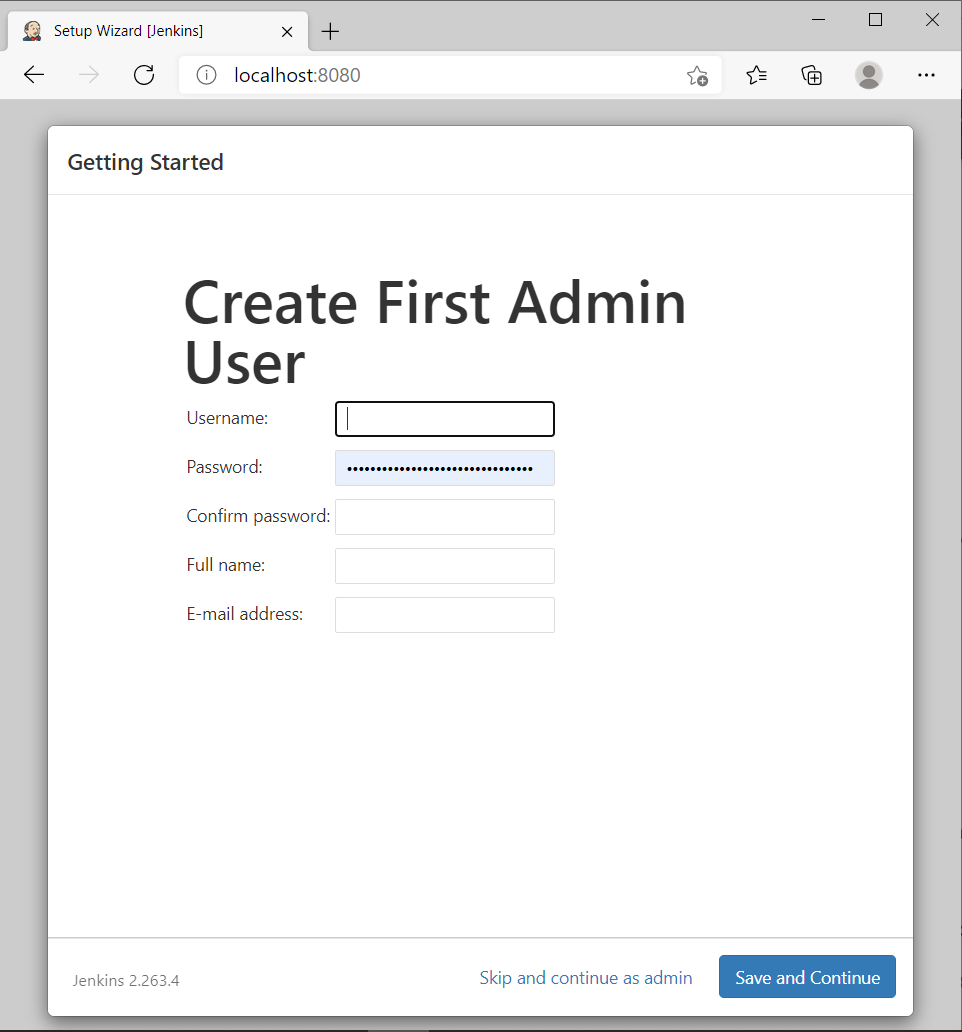 Setup Wizard [Jenkins]
localhost:8080
Getting Started
Create First Admin
User
Username:
Password:
••••••••••••••••••••••••••••••••
Confirm password:
Full name:
E-mail address:
Jenkins 2.263.4
Skip and continue as admin
Save and Continue